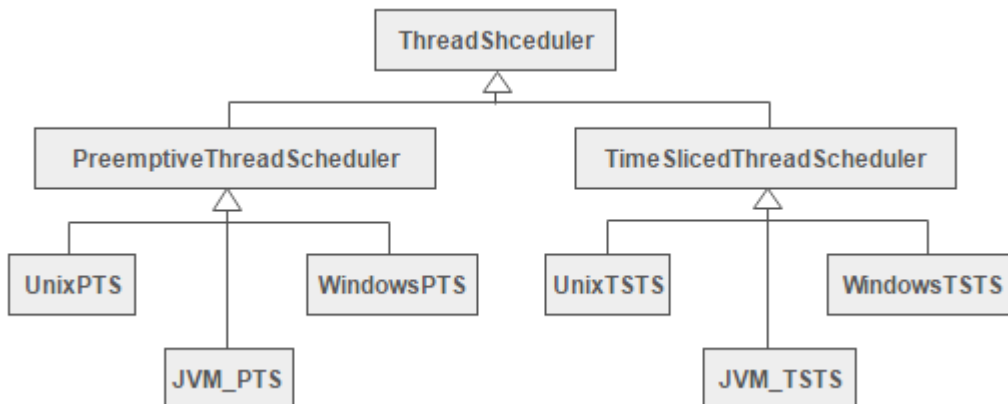 ThreadShceduler
PreemptiveThreadScheduler
TimeSlicedThreadScheduler
UnixPTS
WindowsPTS
UnixTSTS
WindowsTSTS
JVM_PTS
JVM_TSTS